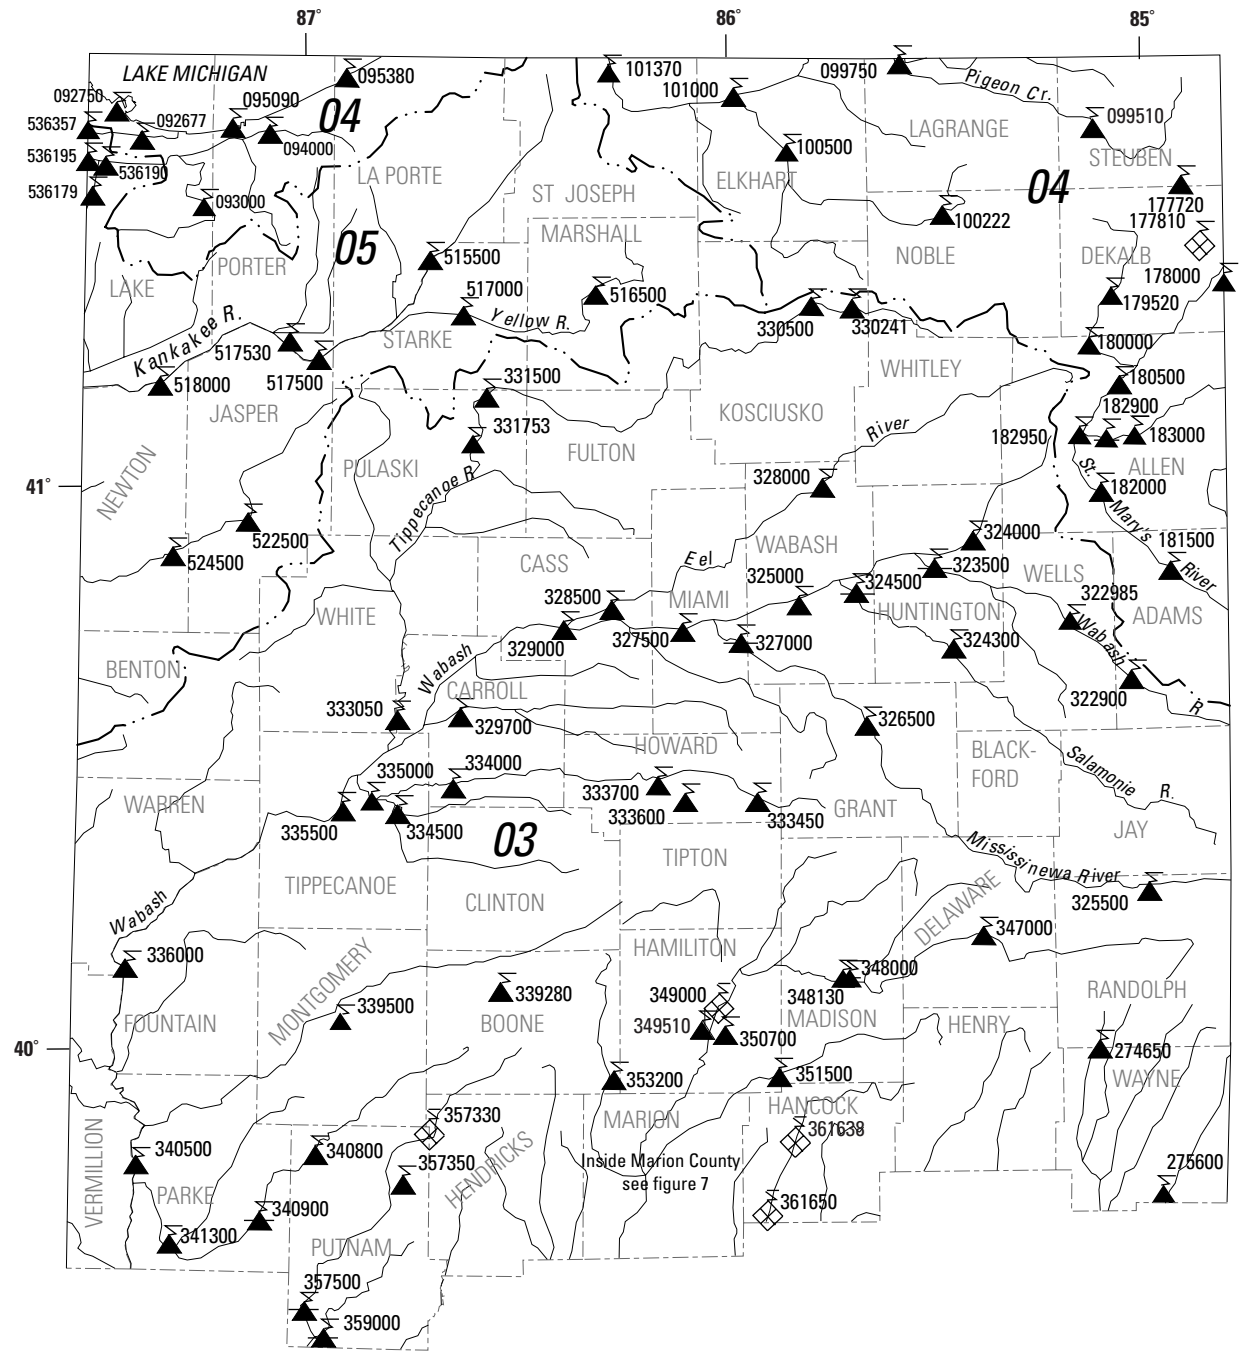 87°
86°
85°
LAKE MICHIGAN
095380
101370
099750
Pigeon Cr.
092750
095090
04
101000
099510
536357
092677
094000
LAGRANGE
STEUBEN
536195
536190
LA PORTE
100500
ELKHART
04
536179
093000
ST JOSEPH
177720
100222
177810
MARSHALL
05
NOBLE
DEKALB
PORTER
515500
178000
LAKE
517000
516500
179520
Kankakee R.
Yellow R.
330500
330241
STARKE
517530
180000
517500
WHITLEY
518000
331500
180500
JASPER
KOSCIUSKO
182900
331753
River
182950
183000
NEWTON
PULASKI
FULTON
St.
ALLEN
Tippecanoe R
328000
41°
182000
Mary's
522500
324000
WABASH
181500
524500
CASS
Eel
323500
WELLS
River
325000
324500
322985
328500
MIAMI
HUNTINGTON
WHITE
ADAMS
329000
327500
327000
324300
Wabash
BENTON
Wabash
CARROLL
322900
R
333050
329700
326500
HOWARD
BLACK-
FORD
Salamonie R.
335000
334000
333700
WARREN
GRANT
333600
333450
335500
334500
JAY
03
TIPTON
Mississinewa River
TIPPECANOE
CLINTON
DELAWARE
325500
Wabash
347000
336000
HAMILITON
MONTGOMERY
348000
RANDOLPH
339280
349000
348130
339500
FOUNTAIN
BOONE
349510
MADISON
HENRY
350700
40°
274650
353200
351500
WAYNE
HANCOCK
357330
MARION
361638
VERMILLION
340500
340800
HENDRICKS
Inside Marion County
see figure 7
357350
275600
PARKE
340900
361650
341300
PUTNAM
357500
359000